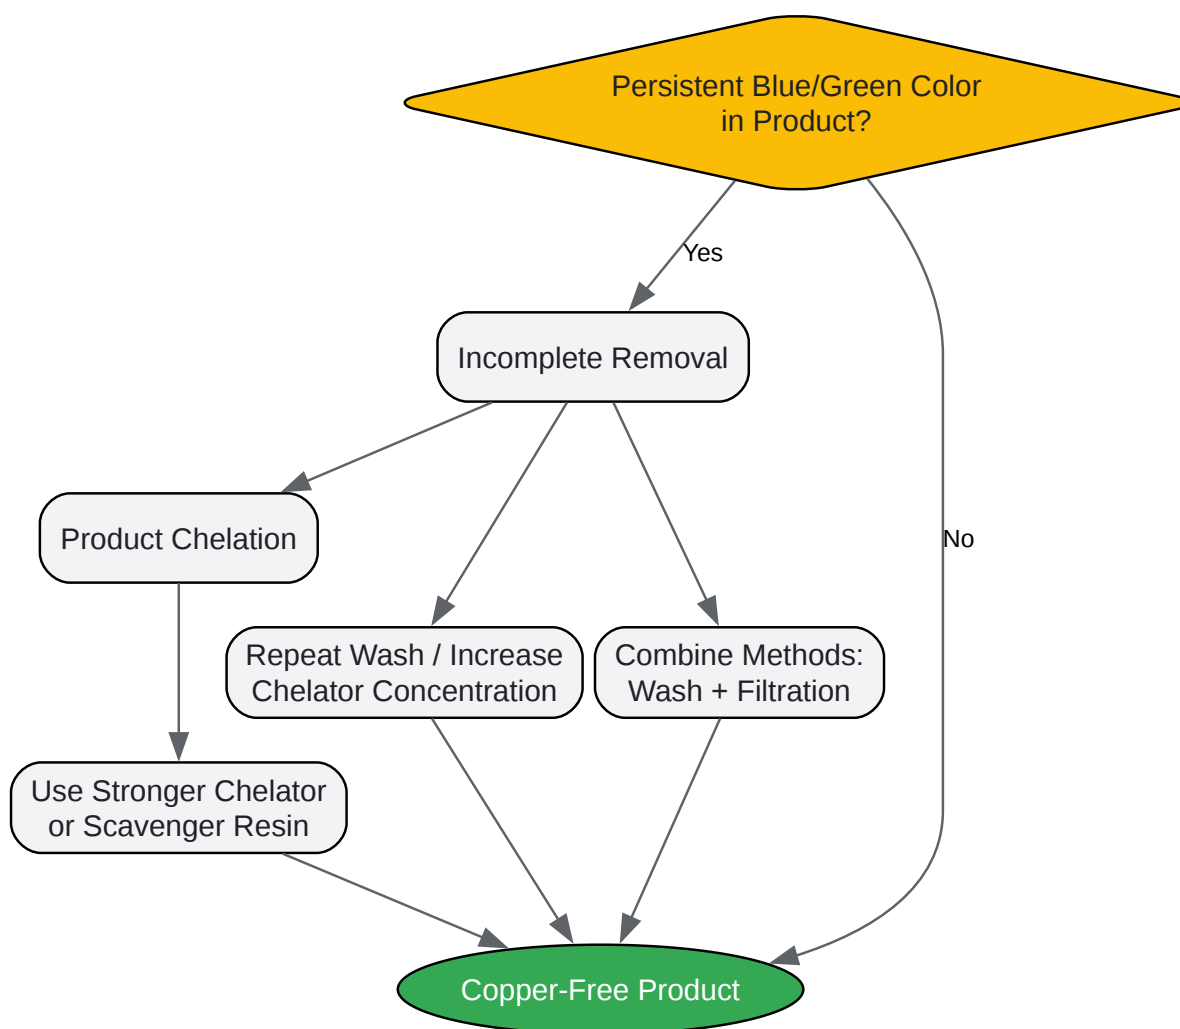 Persistent Blue/Green Color
in Product?
Yes
Incomplete Removal
Product Chelation
No
Repeat Wash / Increase
Chelator Concentration
Combine Methods:
Wash + Filtration
Use Stronger Chelator
or Scavenger Resin
Copper-Free Product